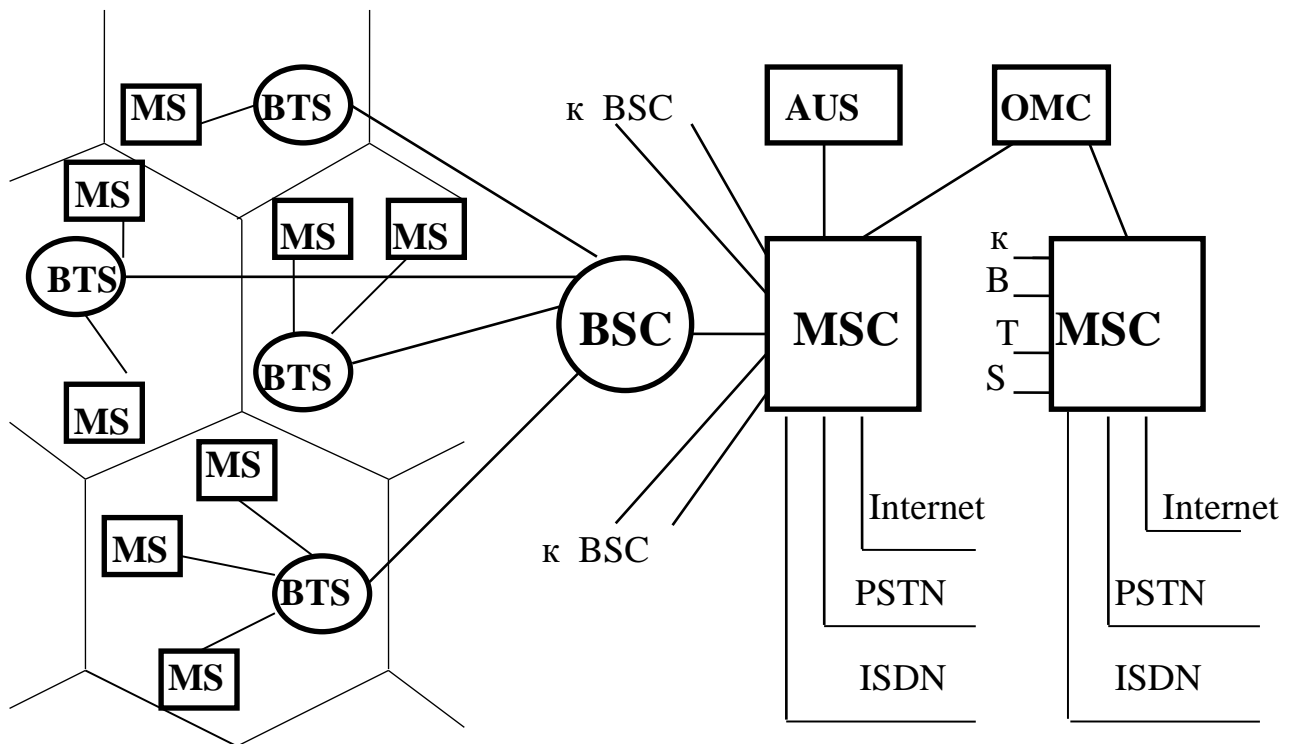 MS
BTS
к BSC
AUS
OMC
MS
MS
MS
BTS
BSC
MSC
к
B
T
S
MSC
BTS
MS
MS
MS
BTS
MS
к BSC
Internet
Internet
PSTN
PSTN
ISDN
ISDN